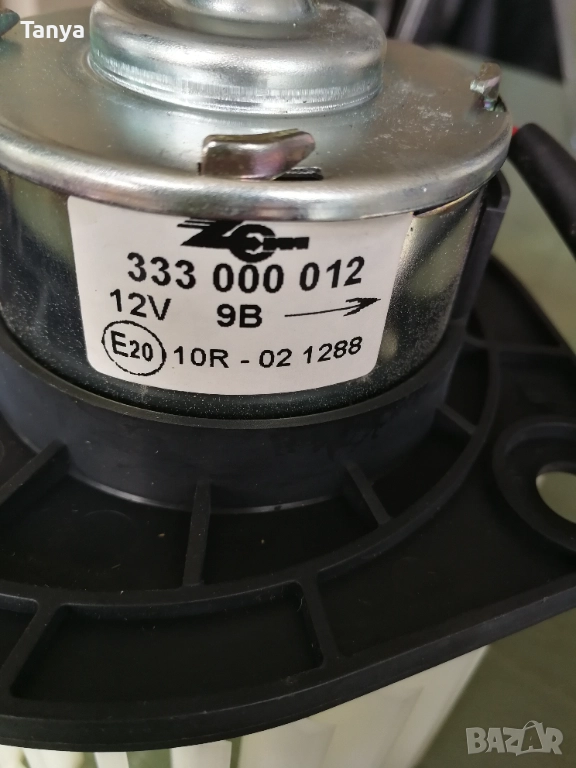 Tanya
333 000 012
12V 9B
E20 10R - 02 1288
BAZAR